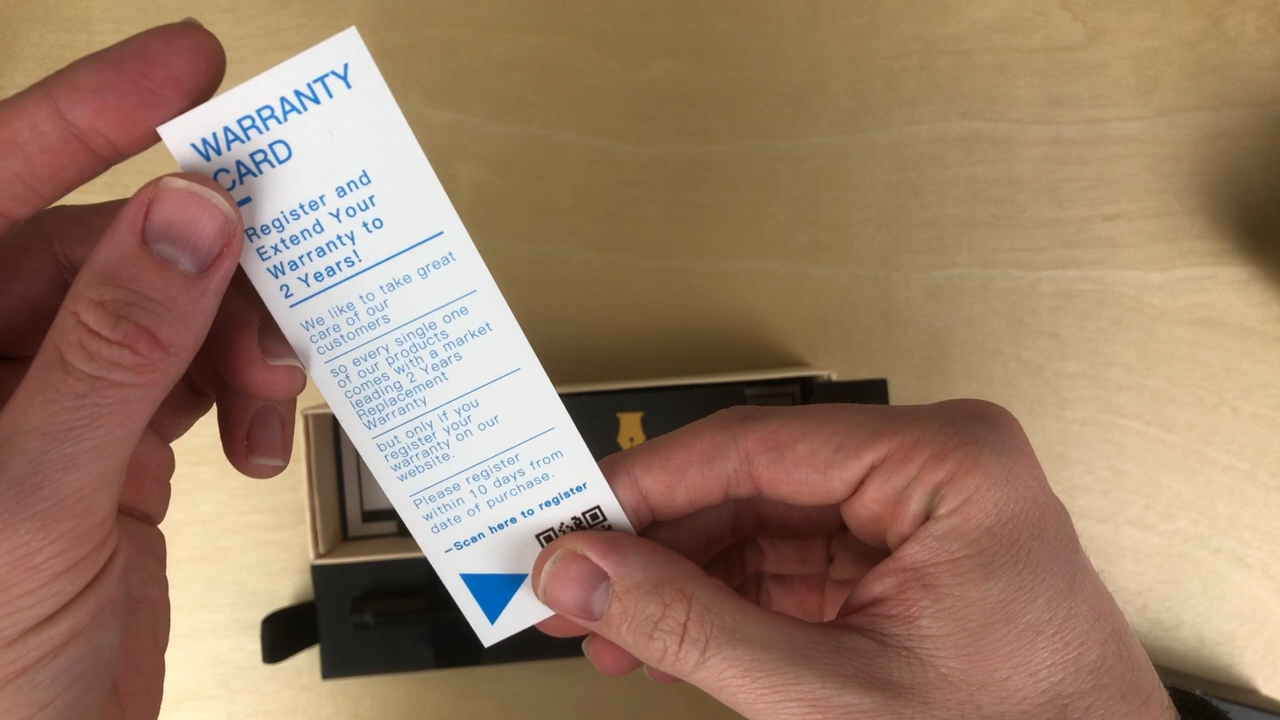 WARRANTY
CARD
Register and
Extend Your
Warranty to
2 Years!
We like to take great
care of our
customers
so every single one
of our products
comes with a market
leading 2 Years
Replacement
Warranty
but only if you
register your
warranty on our
website.
Please register
within 10 days from
date of purchase.
—Scan here to register